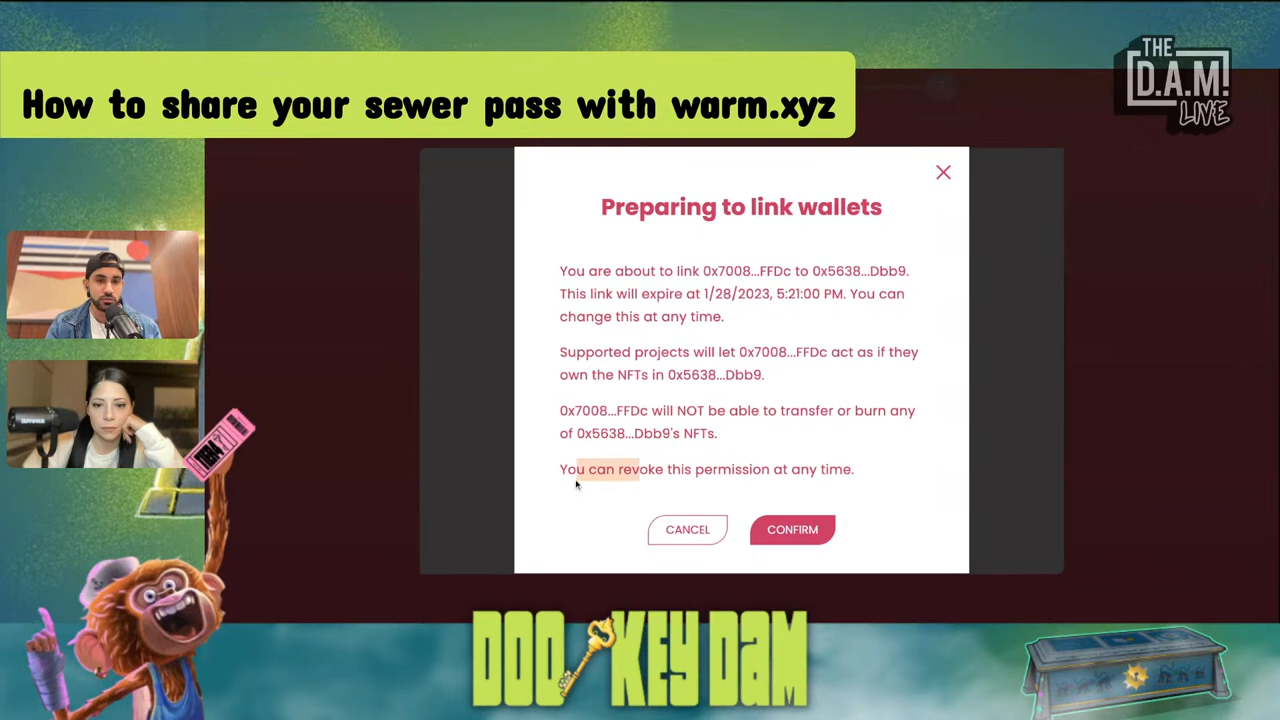 How to share your sewer pass with warm.xyz
THE
D.A.M!
LIVE
Preparing to link wallets
You are about to link 0x7008...FFDc to 0x5638...Dbb9.
This link will expire at 1/28/2023, 5:21:00 PM. You can
change this at any time.
Supported projects will let 0x7008...FFDc act as if they
own the NFTs in 0x5638...Dbb9.
0x7008...FFDc will NOT be able to transfer or burn any
of 0x5638...Dbb9's NFTs.
You can revoke this permission at any time.
CANCEL
CONFIRM
DOO KEY DAM